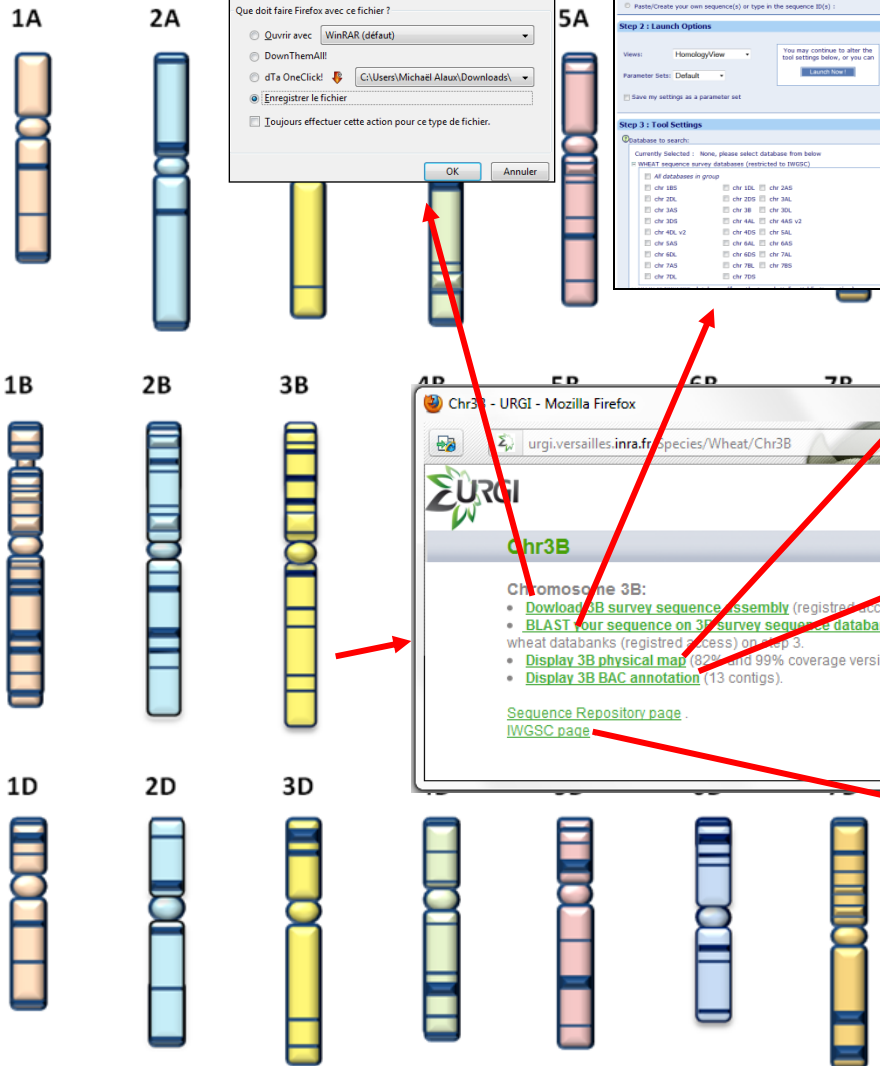 1A
2A
Que doit faire Firefox avec ce fichier ?
Ouvrir avec WinRAR (défaut)
DownThemAll!
dTa OneClick! C:\Users\Michaël Alaux\Downloads\
Enregistrer le fichier
Toujours effectuer cette action pour ce type de fichier.
OK Annuler
5A
Paste/Create your own sequence(s) or type in the sequence ID(s) :
Step 2 : Launch Options
Views: HomologyView
You may continue to alter the
tool settings below, or you can
Parameter Sets: Default
Launch Now !
Save my settings as a parameter set
Step 3 : Tool Settings
Database to search:
Currently Selected : None, please select database from below
WHEAT sequence survey databases (restricted to IWGSC)
All databases in group
chr 1BS chr 1DL chr 2AS
chr 2DL chr 2DS chr 3AL
chr 3AS chr 3B chr 3DL
chr 3DS chr 4AL chr 4AS v2
chr 4DL v2 chr 4DS chr 5AL
chr 5AS chr 6AL chr 6AS
chr 6DL chr 6DS chr 7AL
chr 7AS chr 7BL chr 7BS
chr 7DL chr 7DS
1B
2B
3B
4B
5B
6B
7B
Chr3B - URGI - Mozilla Firefox
urgi.versailles.inra.fr/Species/Wheat/Chr3B
URGI
Chr3B
Chromosome 3B:
Dowload 3B survey sequence assembly (registred
BLAST your sequence on 3B survey sequence
wheat databanks (registred access) on step 3.
Display 3B physical map (82% and 99% coverage
Display 3B BAC annotation (13 contigs).
Sequence Repository page .
IWGSC page
1D
2D
3D